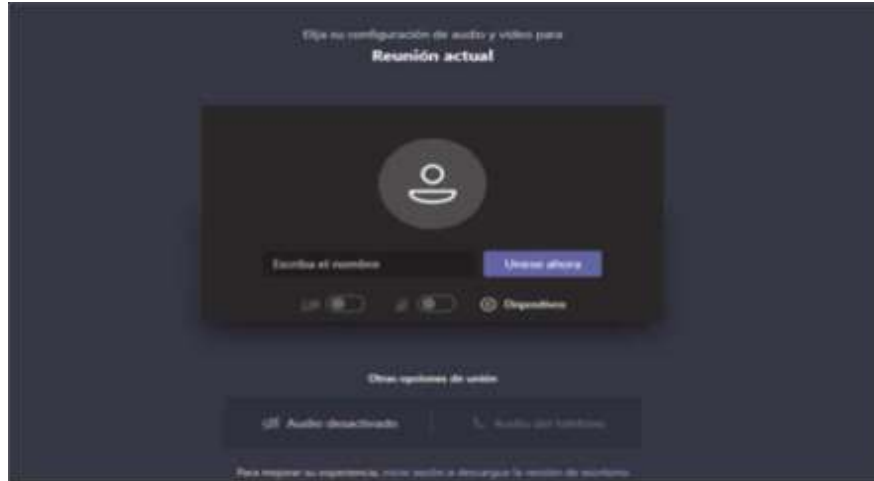 Elija su configuración de audio y vídeo para
Reunión actual
Escriba el nombre
Unirse ahora
Dispositivos
Otras opciones de unión
Audio desactivado
Audio del teléfono
Para mejorar su experiencia, inicie sesión o descargue la versión de escritorio